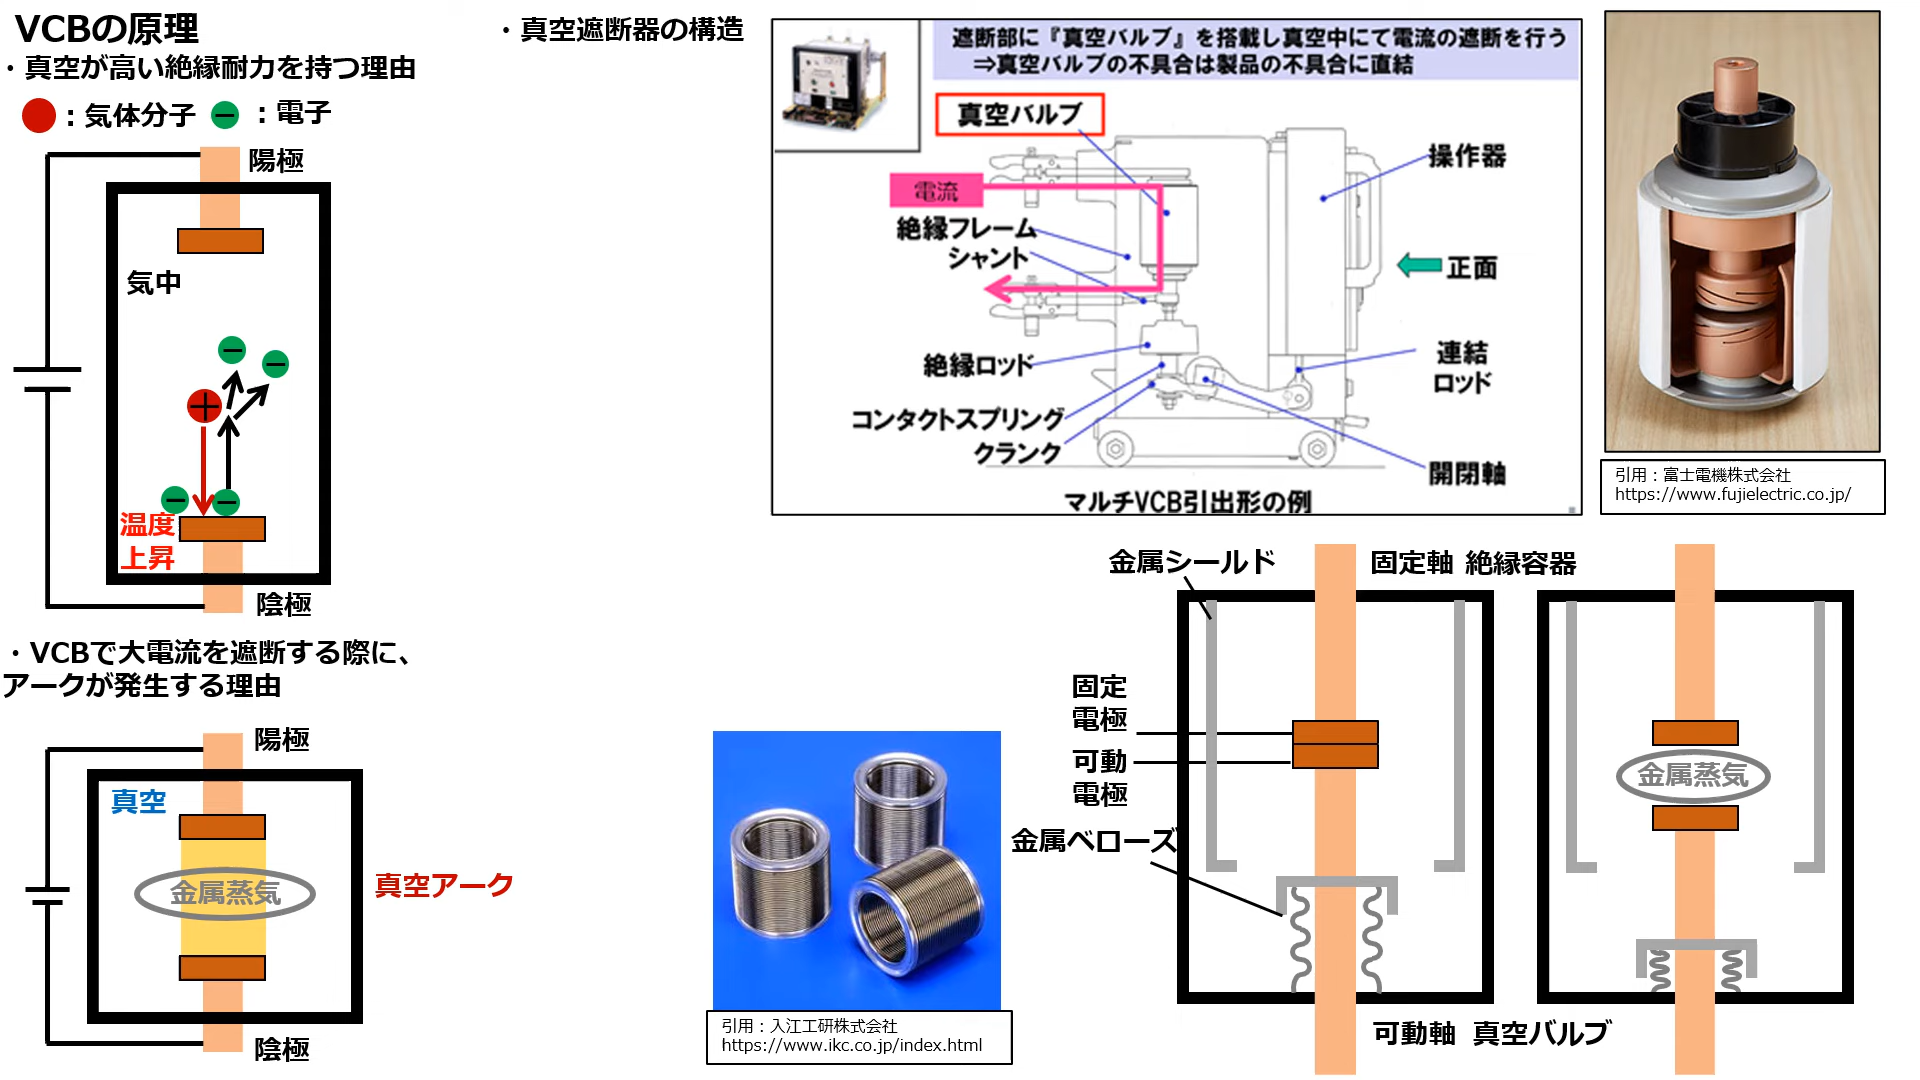 VCBの原理
・真空が高い絶縁耐力を持つ理由
：気体分子
：電子
陽極
気中
温度
上昇
陰極
・VCBで大電流を遮断する際に、
アークが発生する理由
陽極
真空
金属蒸気
真空アーク
陰極
・真空遮断器の構造
遮断部に『真空バルブ』を搭載し真空中にて電流の遮断を行う
⇒真空バルブの不具合は製品の不具合に直結
真空バルブ
操作器
電流
絶縁フレーム
シャント
正面
絶縁ロッド
連結
ロッド
コンタクトスプリング
クランク
開閉軸
マルチVCB引出形の例
引用：富士電機株式会社
https://www.fujielectric.co.jp/
金属シールド
固定軸
絶縁容器
固定
電極
可動
電極
金属ベローズ
金属蒸気
可動軸
真空バルブ
引用：入江工研株式会社
https://www.ikc.co.jp/index.html